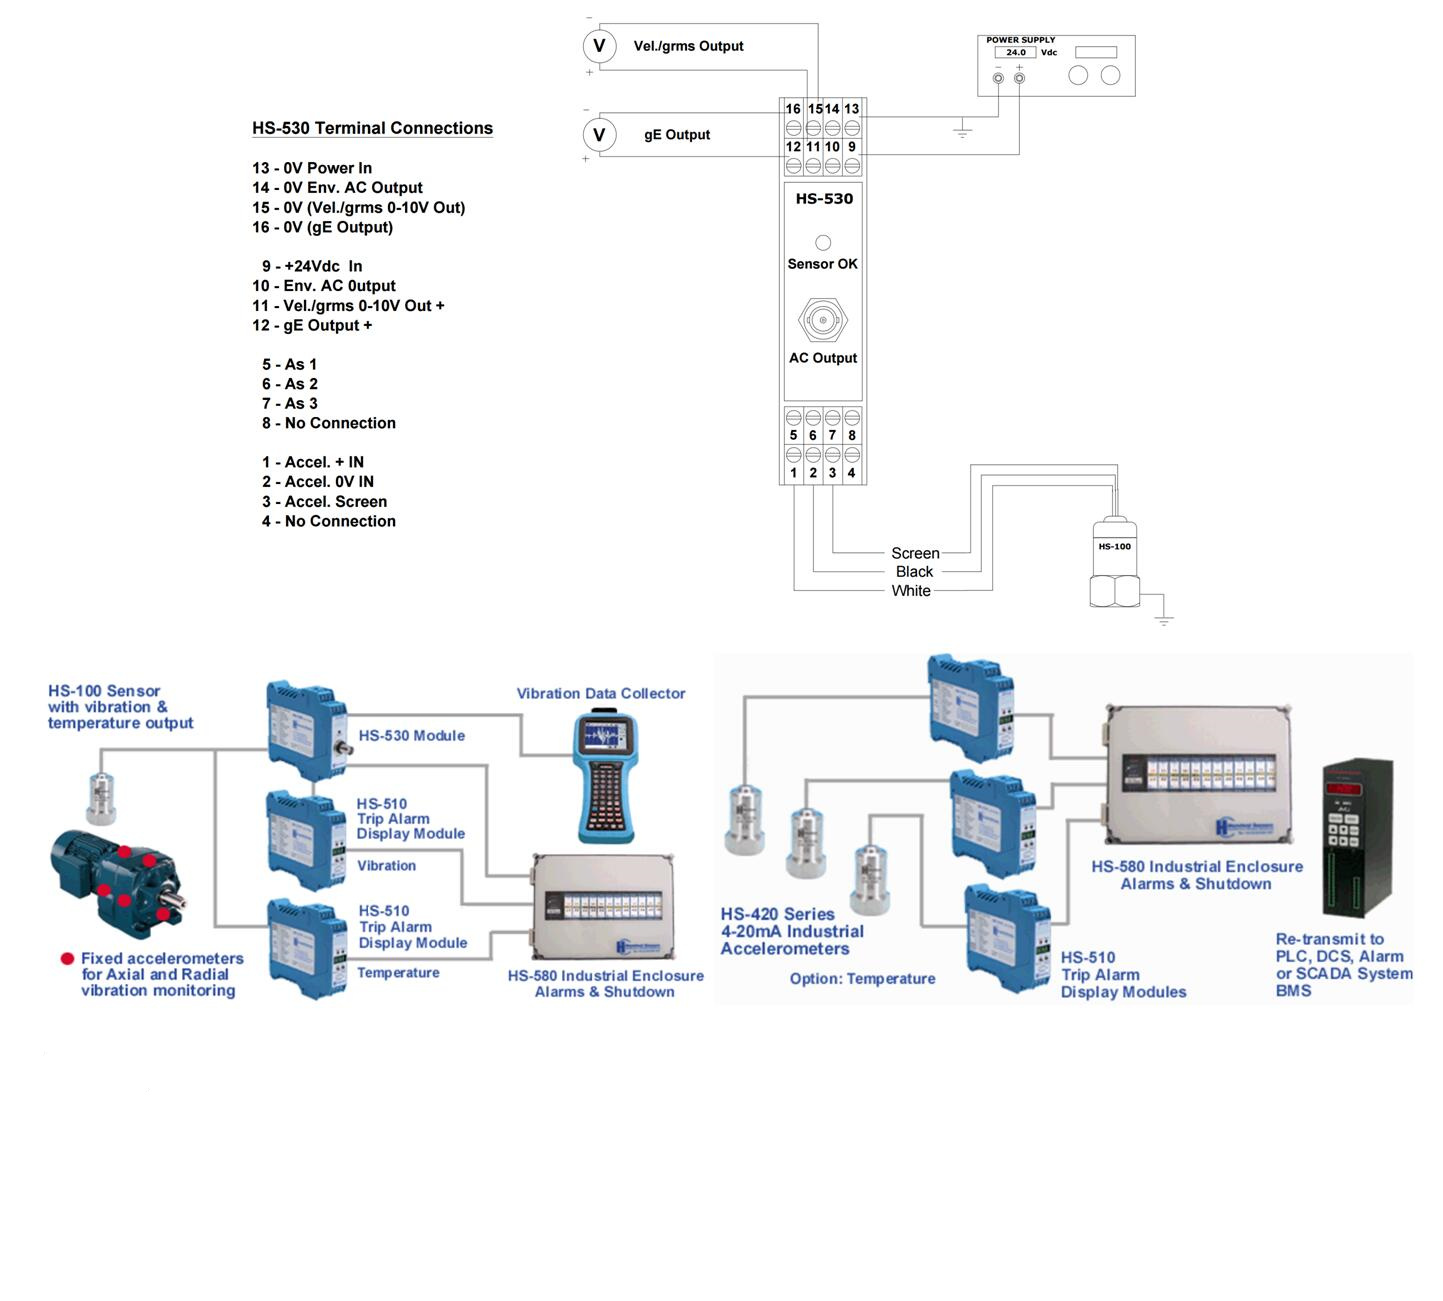 -
V
Vel./grms Output
+
-
V
gE Output
+
POWER SUPPLY
24.0 Vdc
- +
HS-530 Terminal Connections
13 - 0V Power In
14 - 0V Env. AC Output
15 - 0V (Vel./grms 0-10V Out)
16 - 0V (gE Output)
9 - +24Vdc In
10 - Env. AC 0utput
11 - Vel./grms 0-10V Out +
12 - gE Output +
5 - As 1
6 - As 2
7 - As 3
8 - No Connection
1 - Accel. + IN
2 - Accel. 0V IN
3 - Accel. Screen
4 - No Connection
16 15 14 13
12 11 10 9
HS-530
Sensor OK
AC Output
5 6 7 8
1 2 3 4
Screen
Black
White
HS-100
HS-100 Sensor
with vibration &
temperature output
HS-530 Module
Vibration Data Collector
HS-510
Trip Alarm
Display Module
Vibration
HS-510
Trip Alarm
Display Module
Temperature
Fixed accelerometers
for Axial and Radial
vibration monitoring
HS-580 Industrial Enclosure
Alarms & Shutdown
HS-420 Series
4-20mA Industrial
Accelerometers
Option: Temperature
HS-510
Trip Alarm
Display Modules
HS-580 Industrial Enclosure
Alarms & Shutdown
Re-transmit to
PLC, DCS, Alarm
or SCADA System
BMS